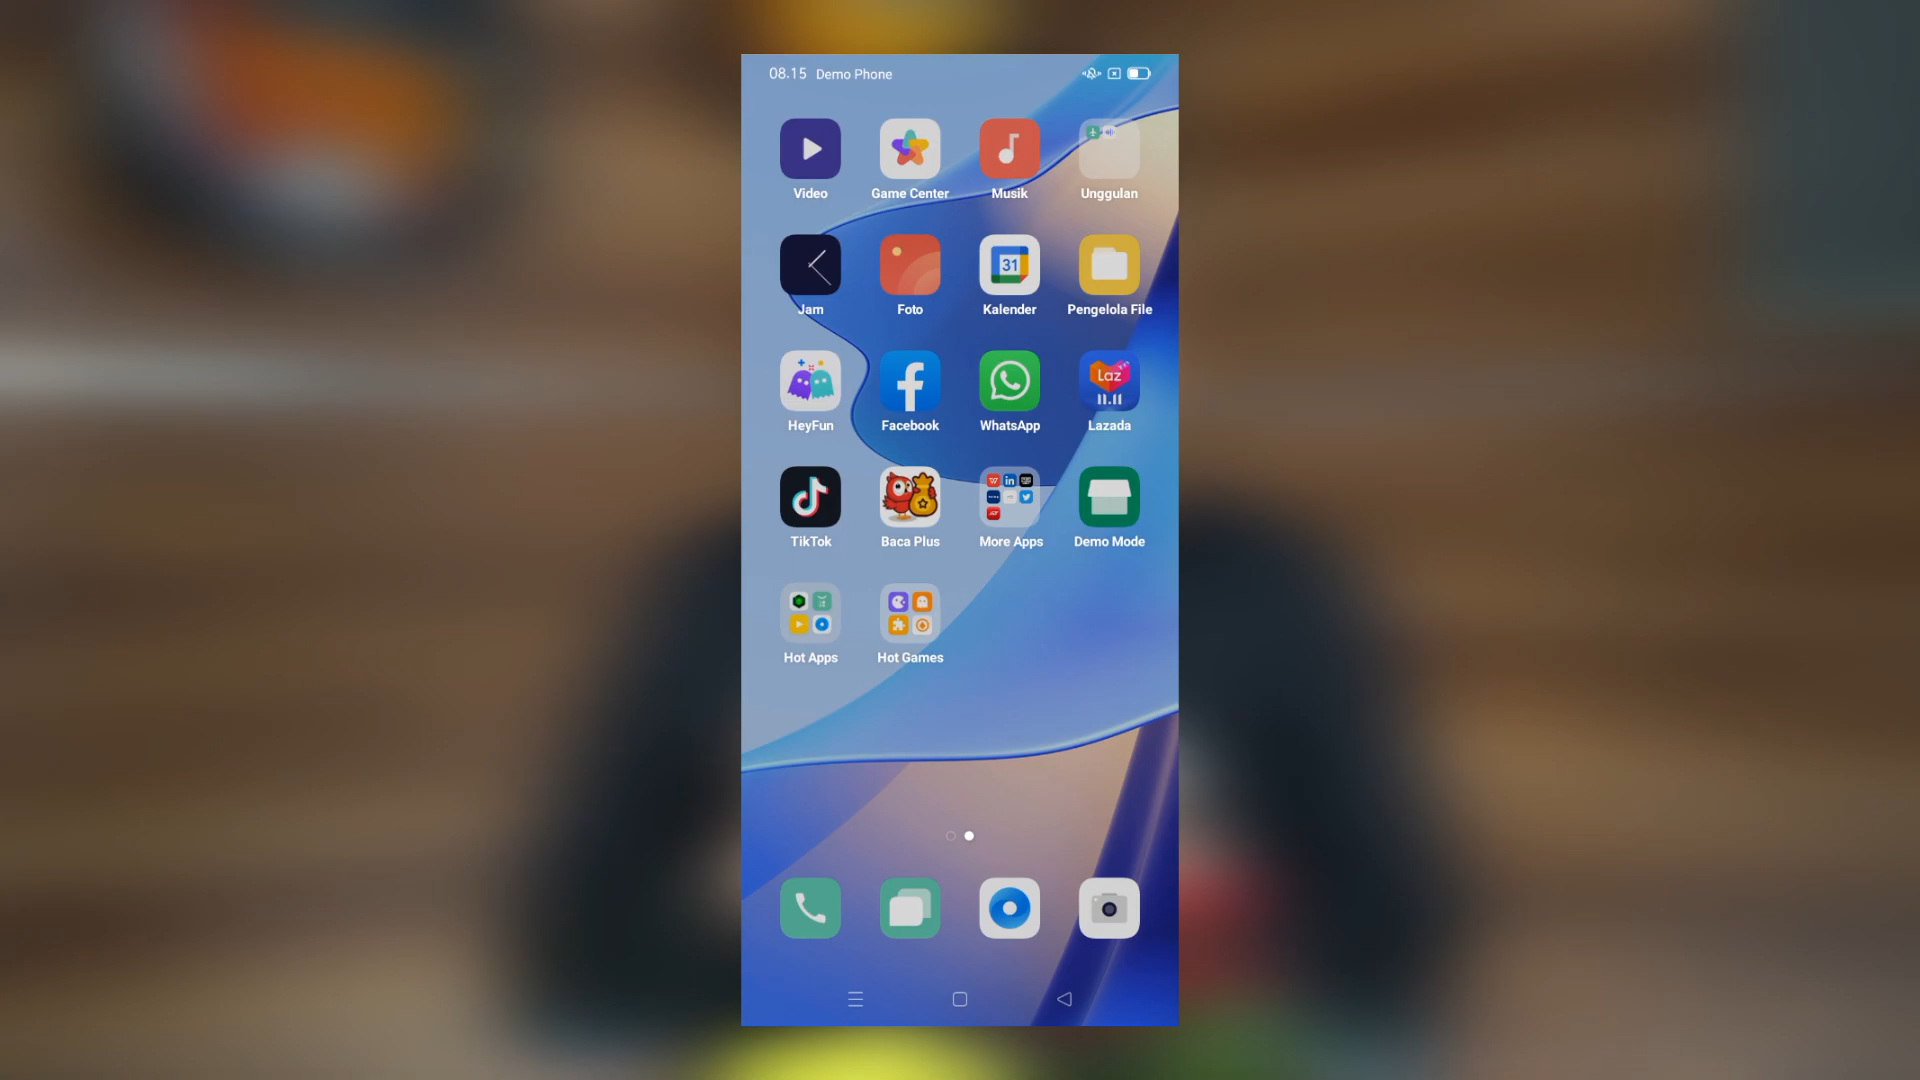 08.15 Demo Phone
Video Game Center Musik Unggulan
31
Jam Foto Kalender Pengelola File
Laz
11.11
HeyFun Facebook WhatsApp Lazada
in
TikTok Baca Plus More Apps Demo Mode
Hot Apps Hot Games